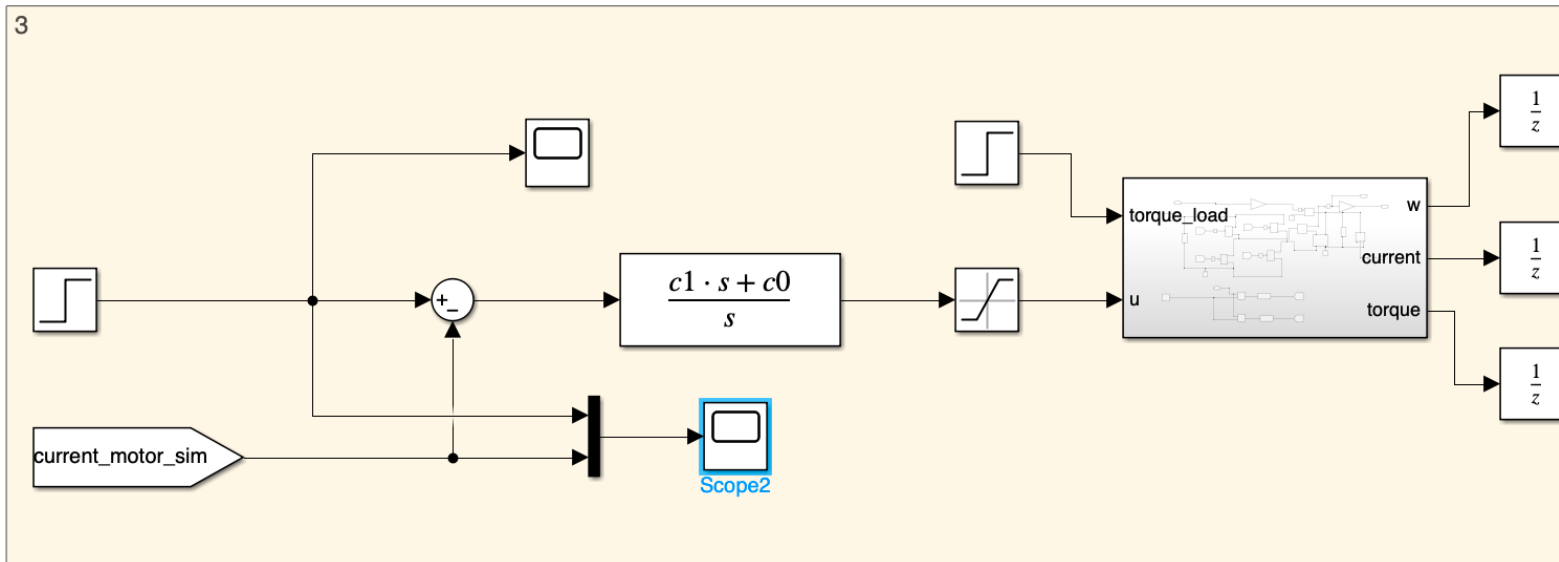 3
1
z
torque_load
w
c1 · s + c0
s
current
1
z
+
−
u
torque
1
z
current_motor_sim
Scope2